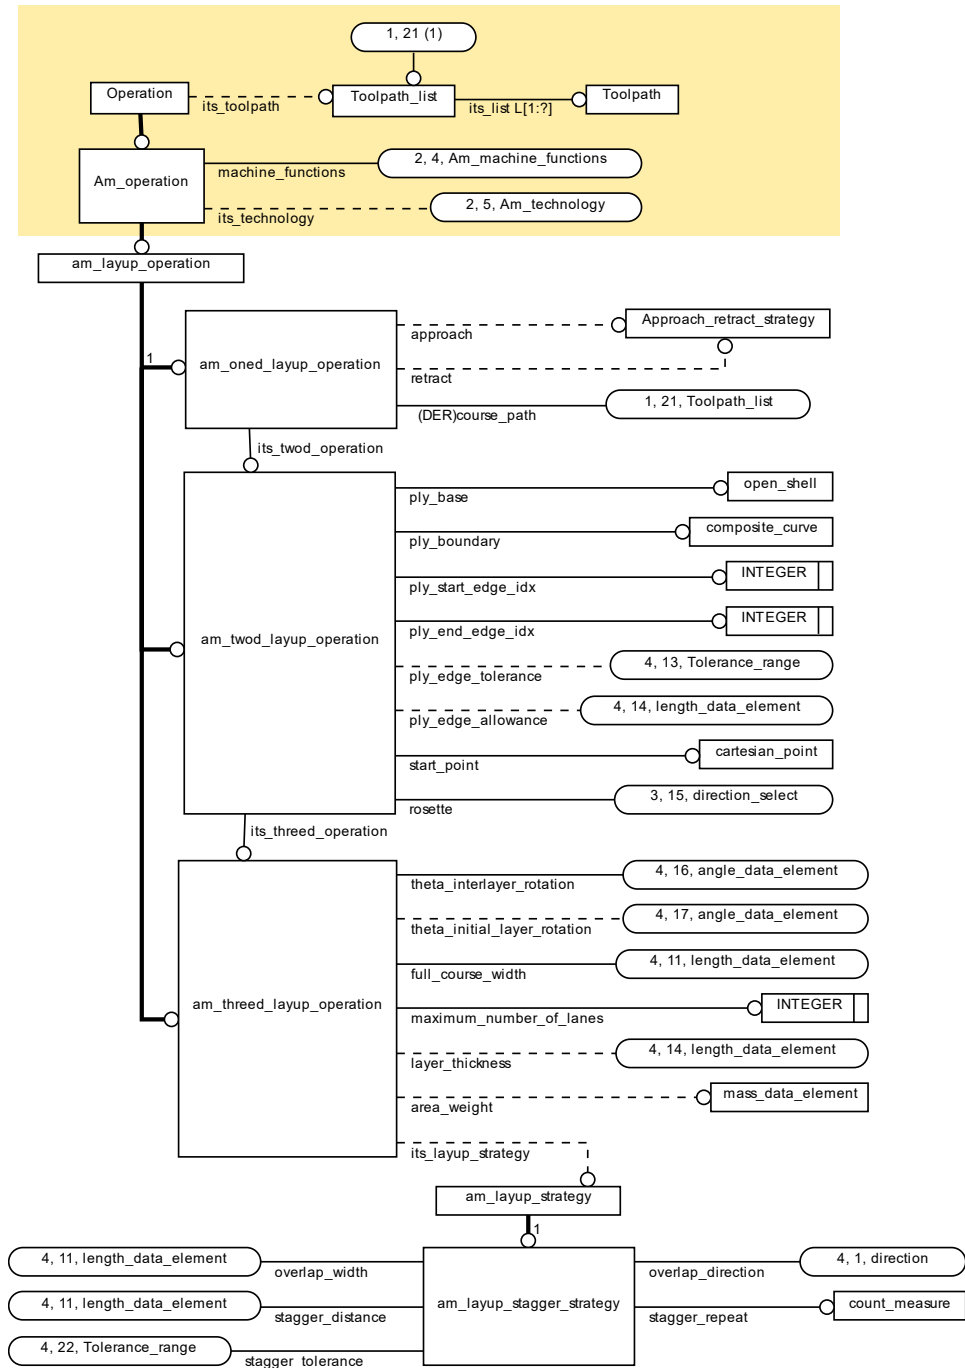 1, 21 (1)
Operation
its_toolpath
Toolpath_list
its_list L[1:?]
Toolpath
Am_operation
machine_functions
2, 4, Am_machine_functions
its_technology
2, 5, Am_technology
am_layup_operation
1
am_oned_layup_operation
approach
Approach_retract_strategy
retract
(DER)course_path
1, 21, Toolpath_list
its_twod_operation
am_twod_layup_operation
ply_base
open_shell
ply_boundary
composite_curve
ply_start_edge_idx
INTEGER
ply_end_edge_idx
INTEGER
ply_edge_tolerance
4, 13, Tolerance_range
ply_edge_allowance
4, 14, length_data_element
start_point
cartesian_point
rosette
3, 15, direction_select
its_threed_operation
am_threed_layup_operation
theta_interlayer_rotation
4, 16, angle_data_element
theta_initial_layer_rotation
4, 17, angle_data_element
full_course_width
4, 11, length_data_element
maximum_number_of_lanes
INTEGER
layer_thickness
4, 14, length_data_element
area_weight
mass_data_element
its_layup_strategy
am_layup_strategy
1
4, 11, length_data_element
overlap_width
4, 11, length_data_element
stagger_distance
4, 22, Tolerance_range
stagger_tolerance
am_layup_stagger_strategy
overlap_direction
4, 1, direction
stagger_repeat
count_measure